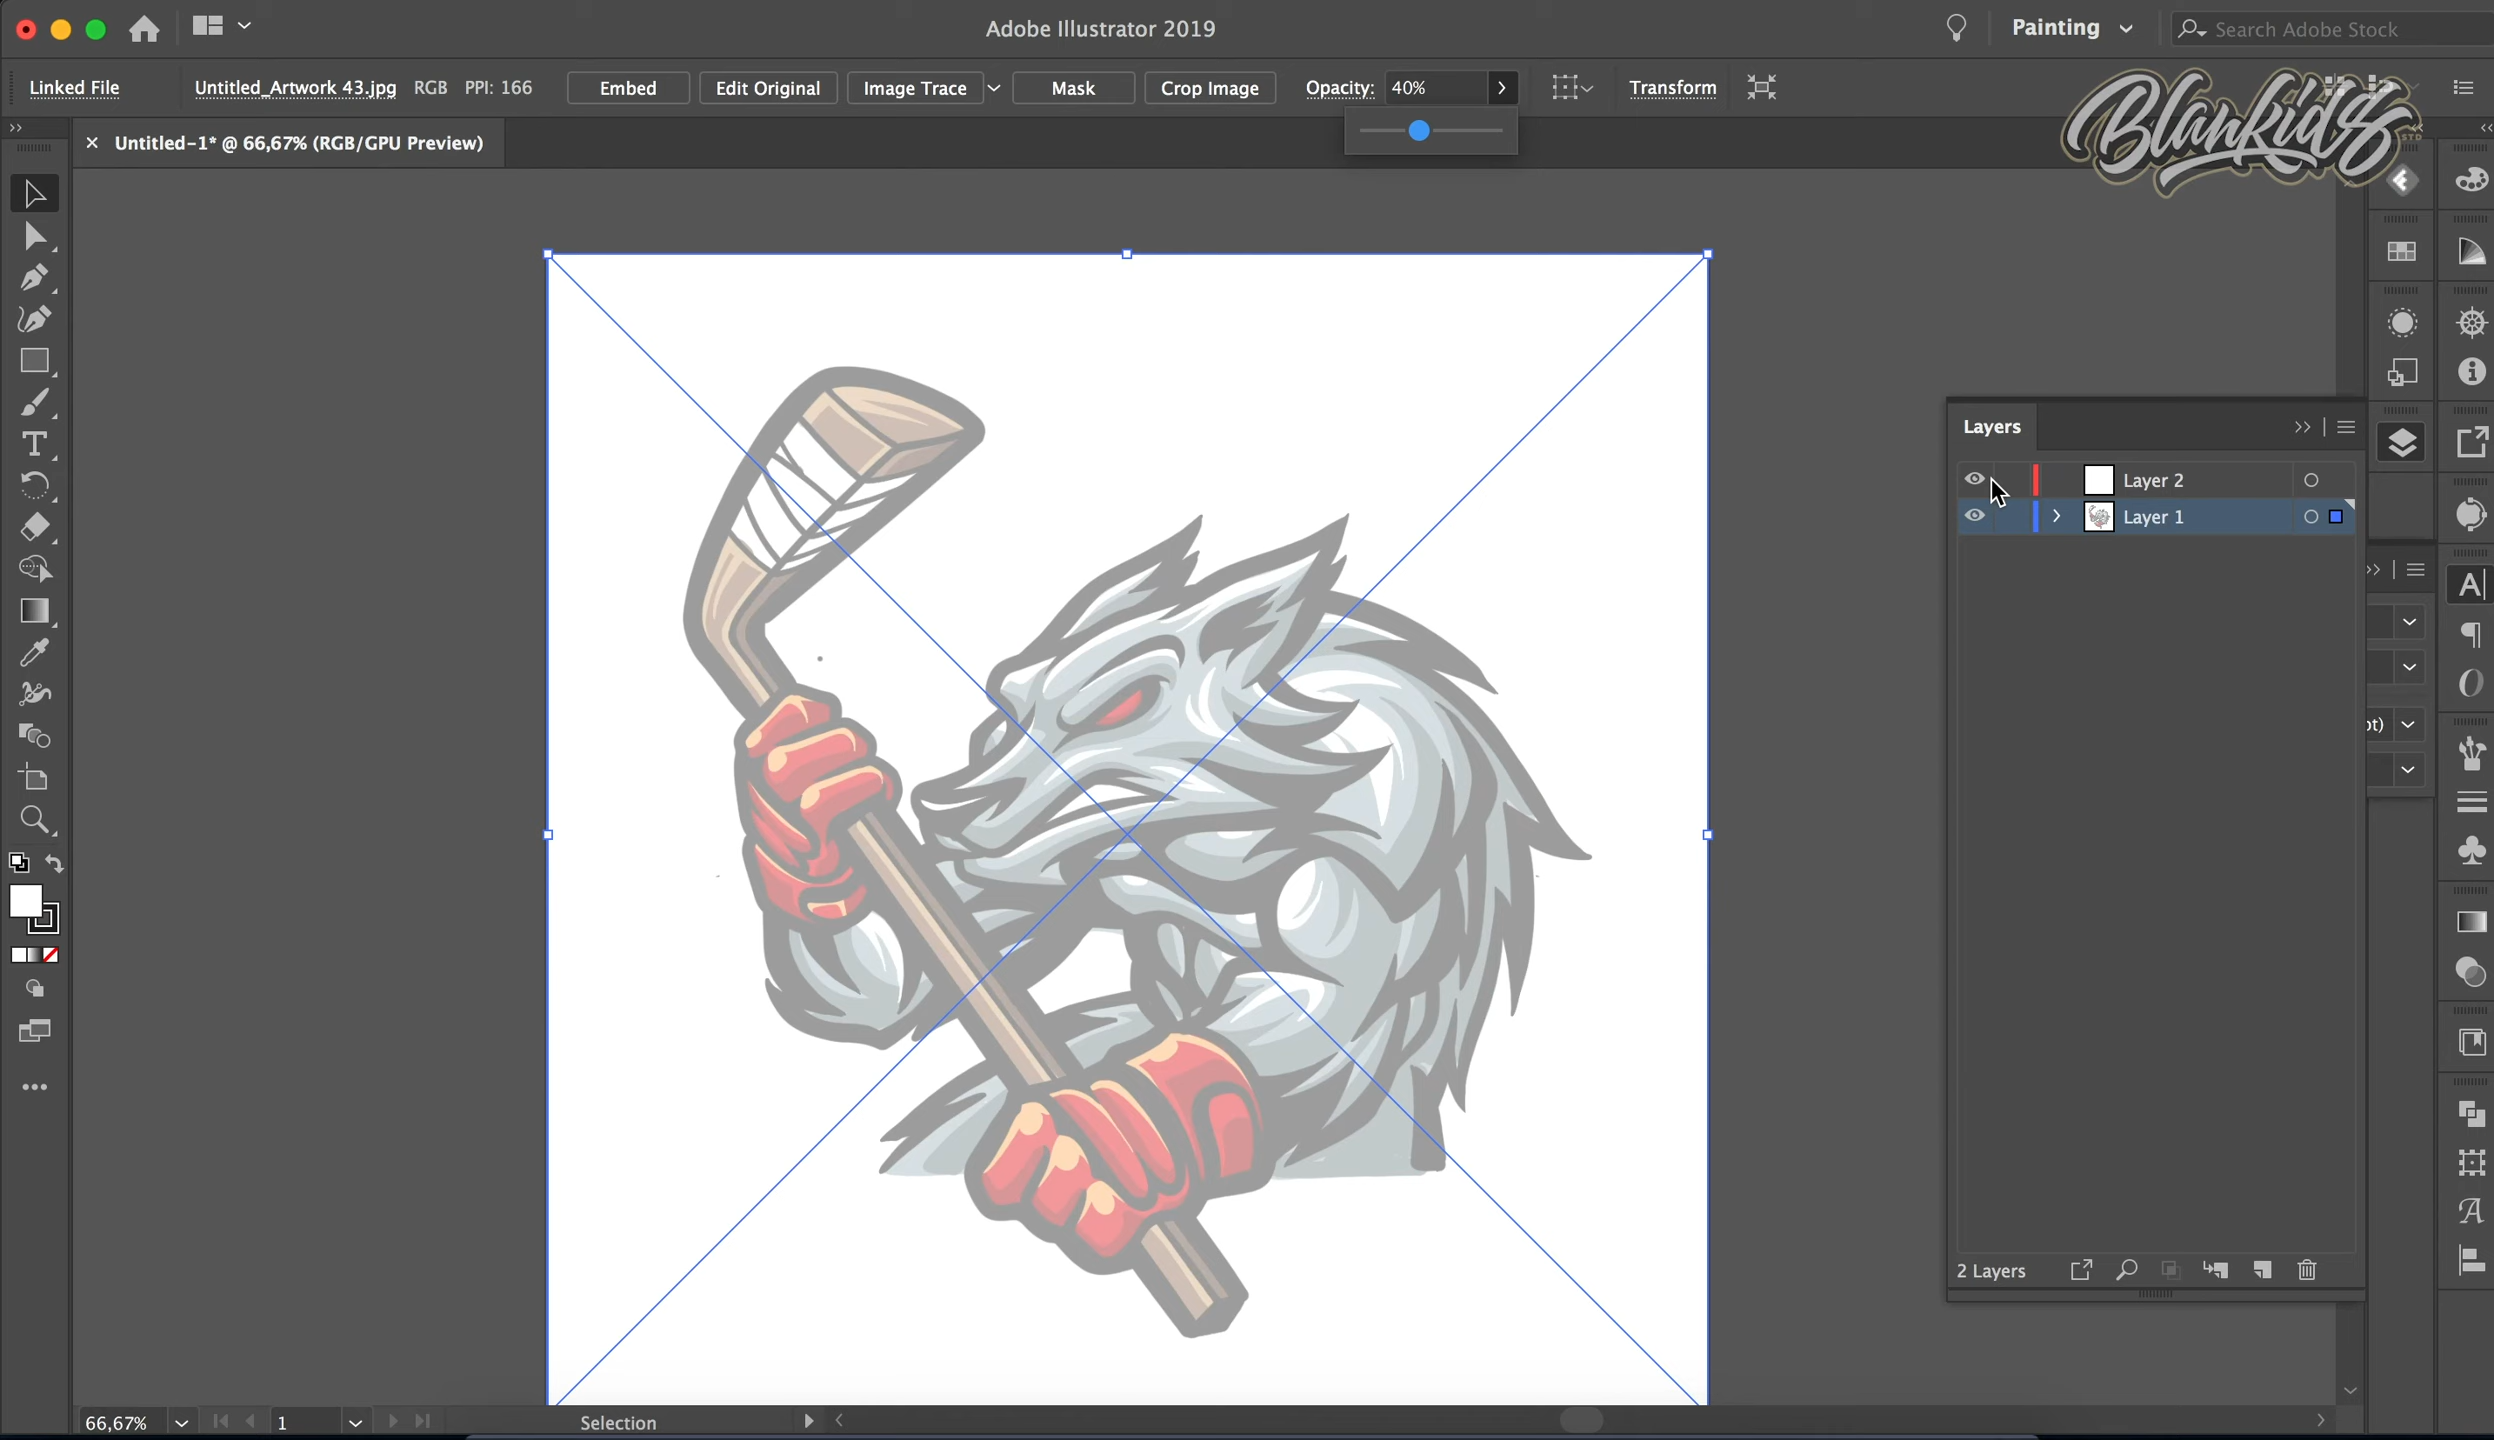 Adobe Illustrator 2019
Painting
Search Adobe Stock
Linked File
Untitled_Artwork 43.jpg RGB PPI: 166
Embed
Edit Original
Image Trace
Mask
Crop Image
Opacity: 40%
Transform
Blankids
STD
× Untitled-1* @ 66,67% (RGB/GPU Preview)
Layers
Layer 2
Layer 1
pt)
2 Layers
66,67%
1
Selection